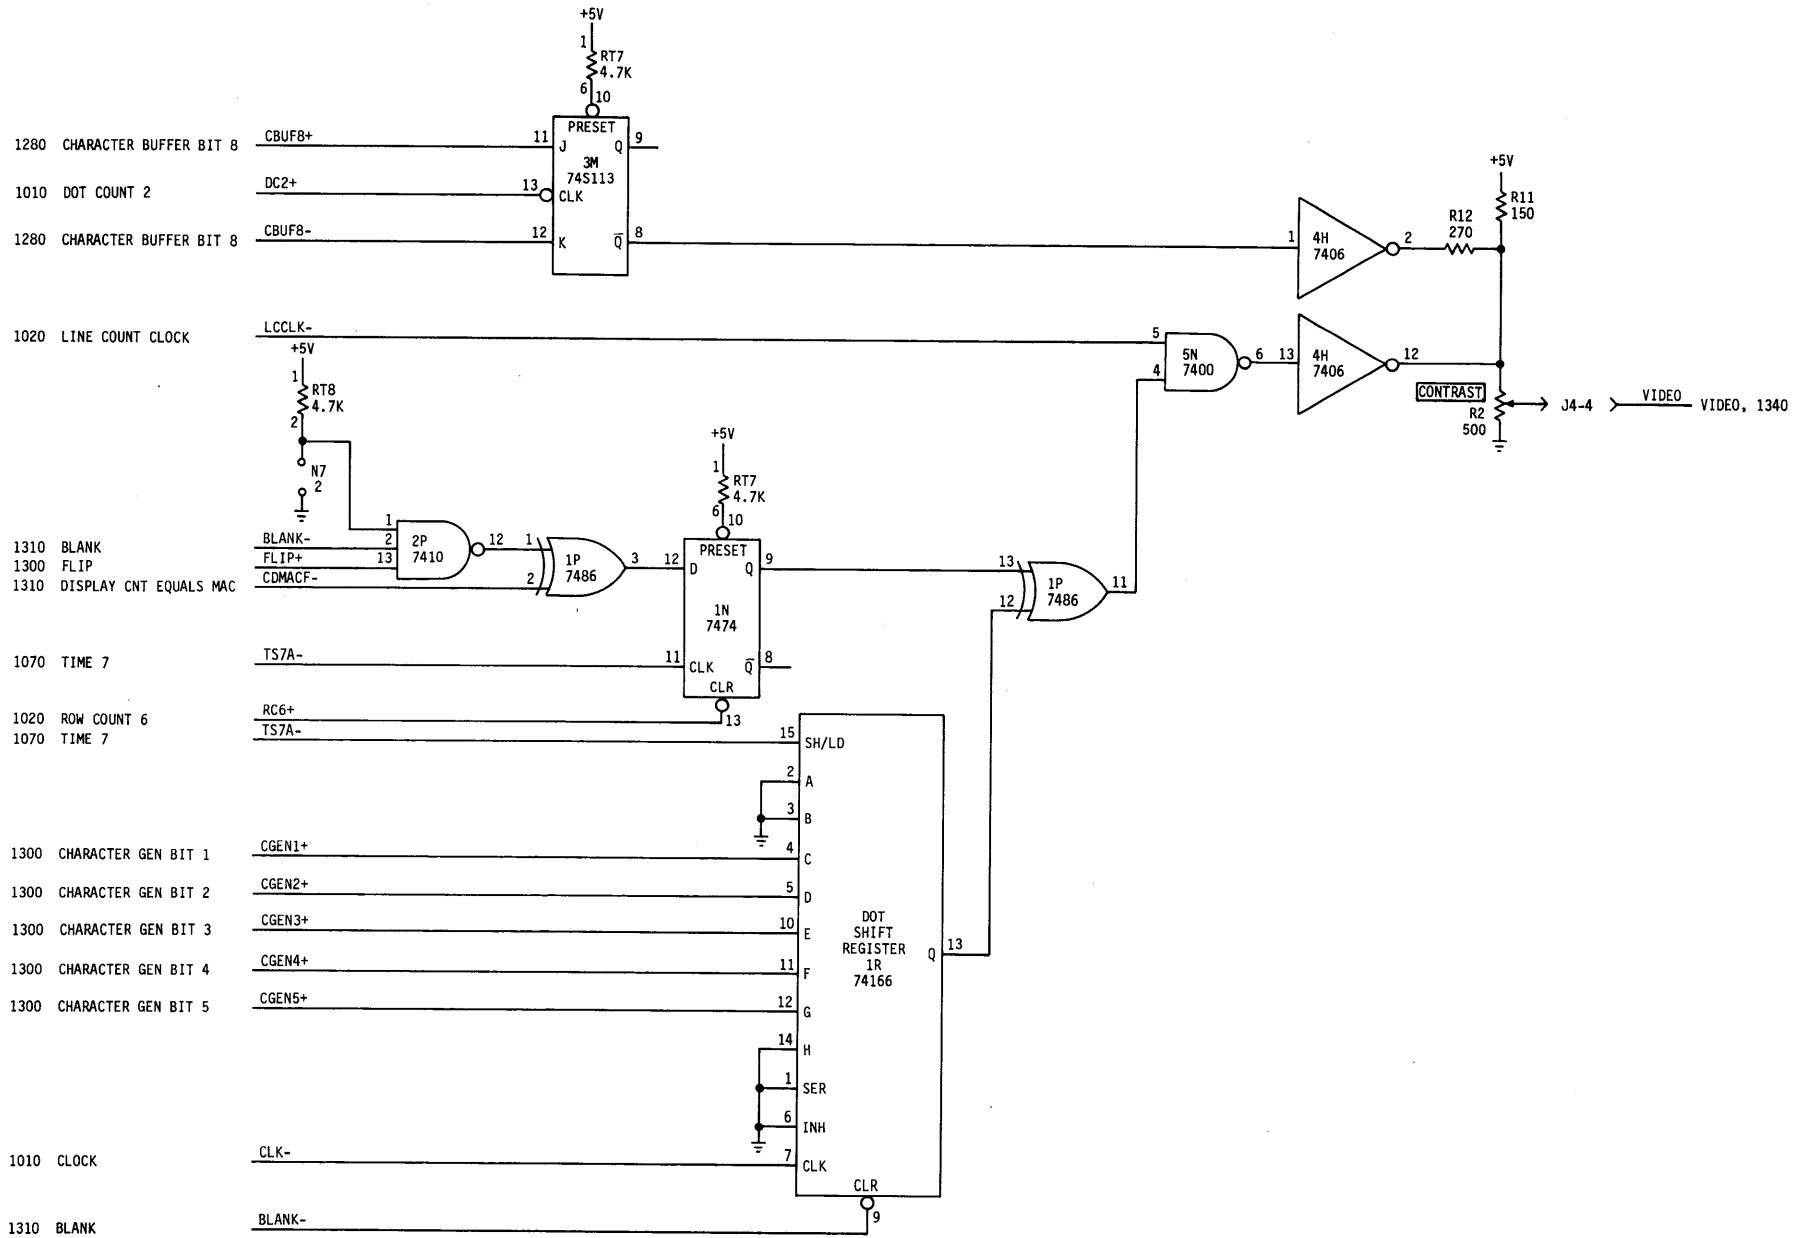 +5V
1
RT7
4.7K
6
10
PRESET
1280 CHARACTER BUFFER BIT 8 CBUF8+ 11 J Q 9
3M
74S113
1010 DOT COUNT 2 DC2+ 13 CLK
1280 CHARACTER BUFFER BIT 8 CBUF8- 12 K Q̅ 8
1 4H 7406 2
R12
270
+5V
R11
150
1020 LINE COUNT CLOCK LCCLK- 5
4
5N
7400
6 13
4H
7406
12
CONTRAST
R2
500
J4-4 VIDEO VIDEO, 1340
+5V
1
RT8
4.7K
2
N7
2
+5V
1
RT7
4.7K
6
10
1
1310 BLANK BLANK- 2
1300 FLIP FLIP+ 13
2P
7410
12 1
1310 DISPLAY CNT EQUALS MAC CDMACF- 2
1P
7486
3 12
PRESET
D Q 9
1N
7474
1070 TIME 7 TS7A- 11 CLK Q̅ 8
CLR
13
13
12
1P
7486
11
1020 ROW COUNT 6 RC6+
1070 TIME 7 TS7A- 15 SH/LD
2 A
3 B
1300 CHARACTER GEN BIT 1 CGEN1+ 4 C
1300 CHARACTER GEN BIT 2 CGEN2+ 5 D
1300 CHARACTER GEN BIT 3 CGEN3+ 10 E
1300 CHARACTER GEN BIT 4 CGEN4+ 11 F
1300 CHARACTER GEN BIT 5 CGEN5+ 12 G
DOT
SHIFT
REGISTER
1R
74166
Q 13
14 H
1 SER
6 INH
1010 CLOCK CLK- 7 CLK
CLR
9
1310 BLANK BLANK-